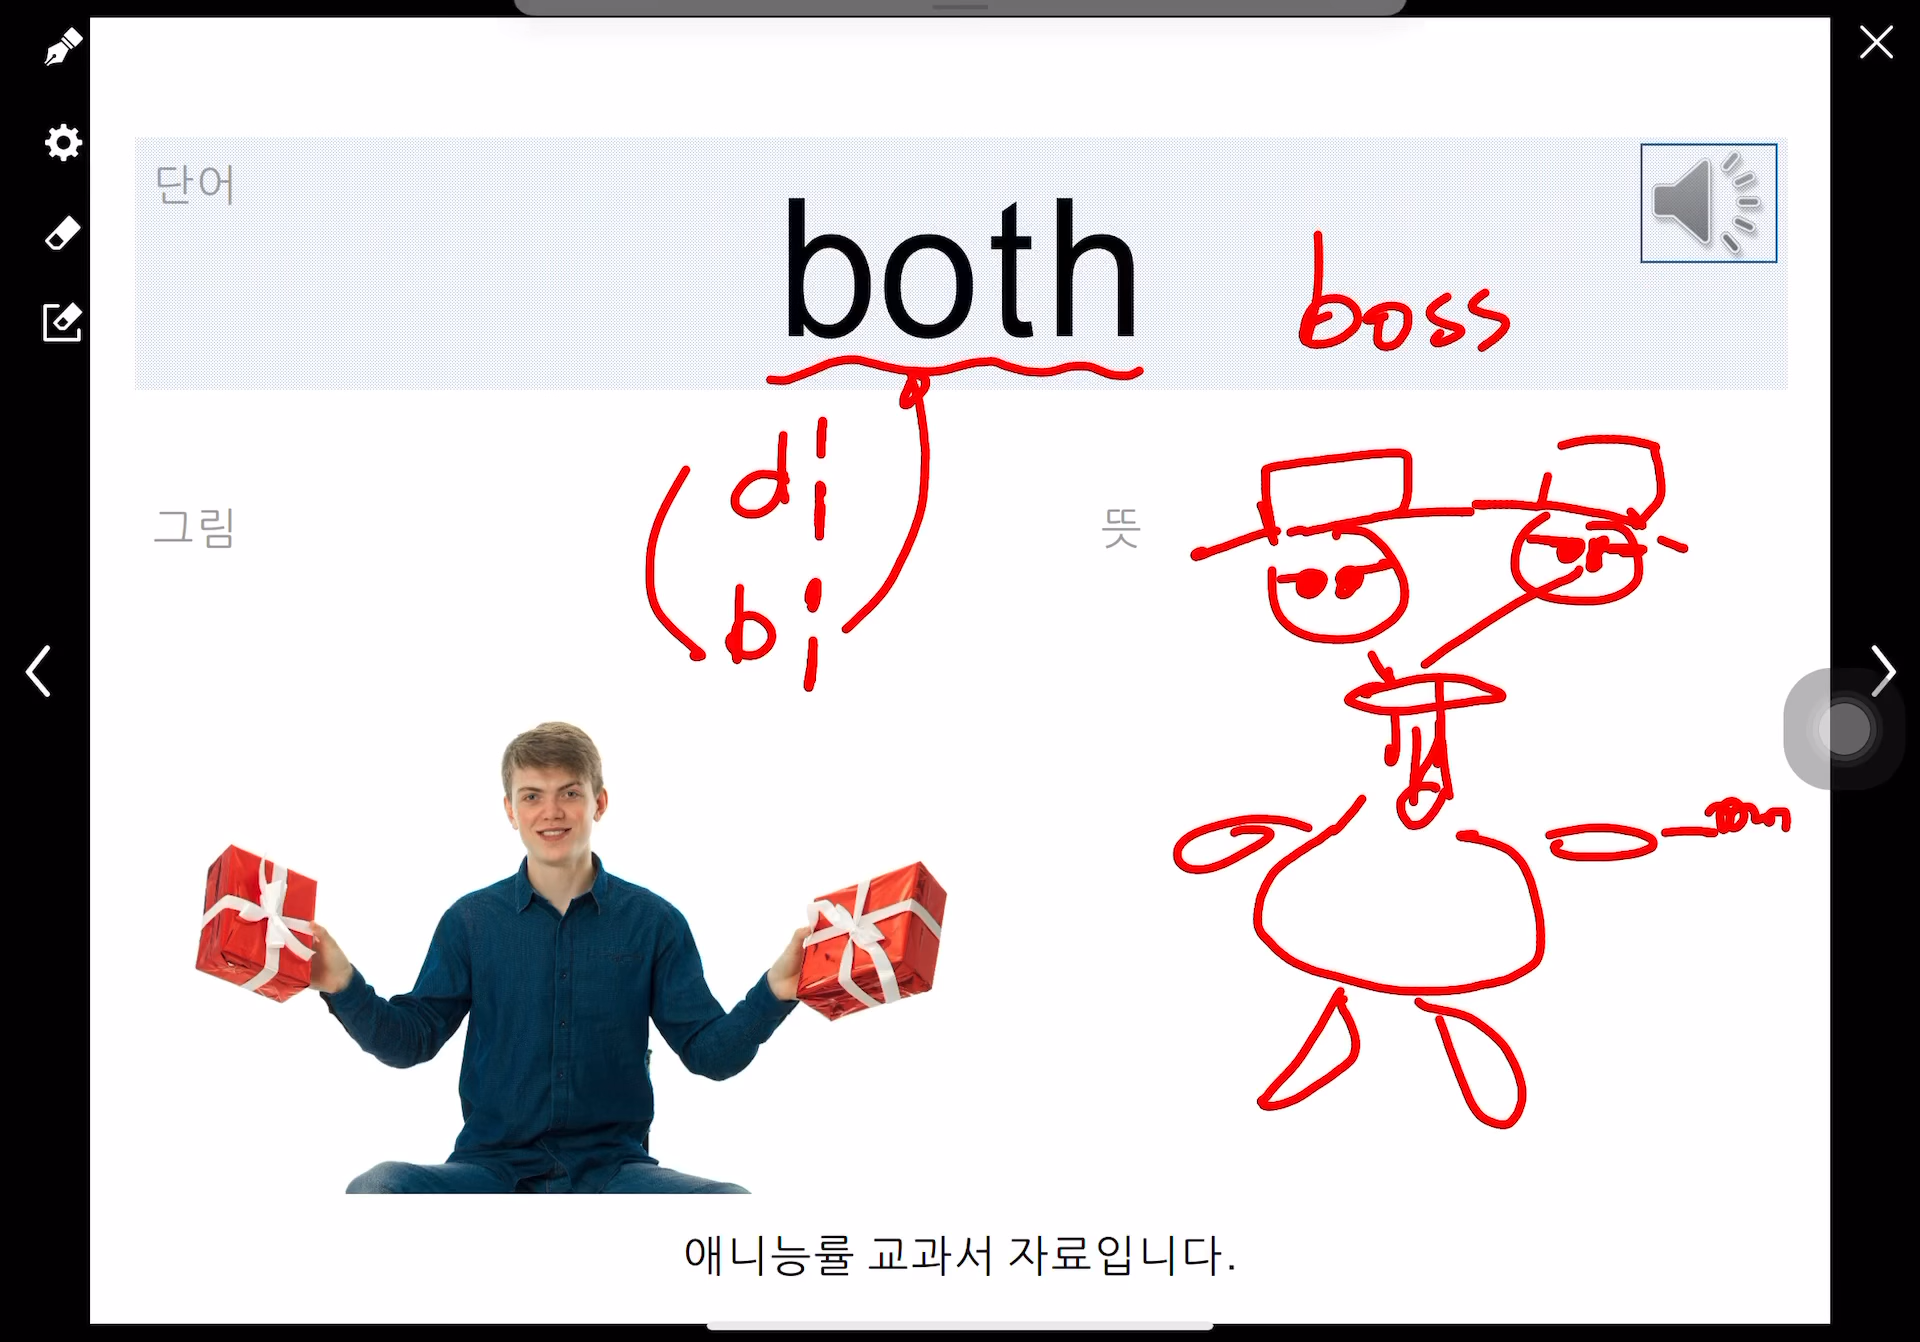 단어
both
boss
d
b
그림
뜻
애니능률 교과서 자료입니다.